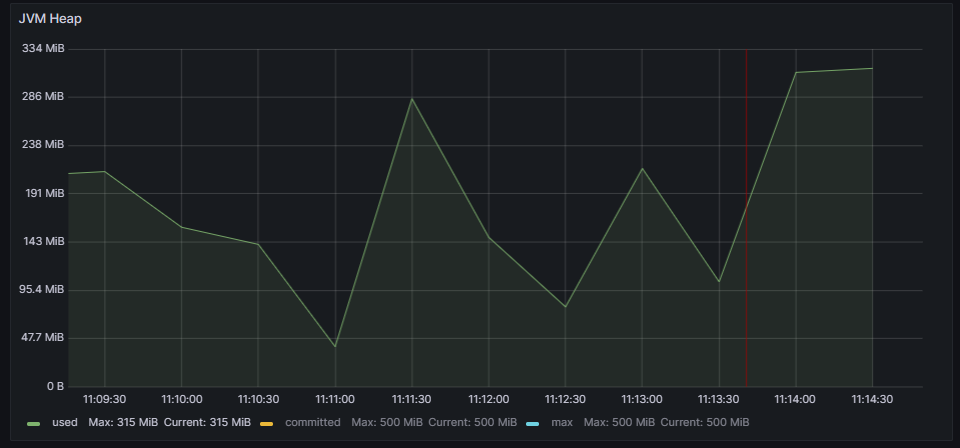 JVM Heap
334 MiB
286 MiB
238 MiB
191 MiB
143 MiB
95.4 MiB
47.7 MiB
0 B
11:09:30 11:10:00 11:10:30 11:11:00 11:11:30 11:12:00 11:12:30 11:13:00 11:13:30 11:14:00 11:14:30
used Max: 315 MiB Current: 315 MiB committed Max: 500 MiB Current: 500 MiB max Max: 500 MiB Current: 500 MiB